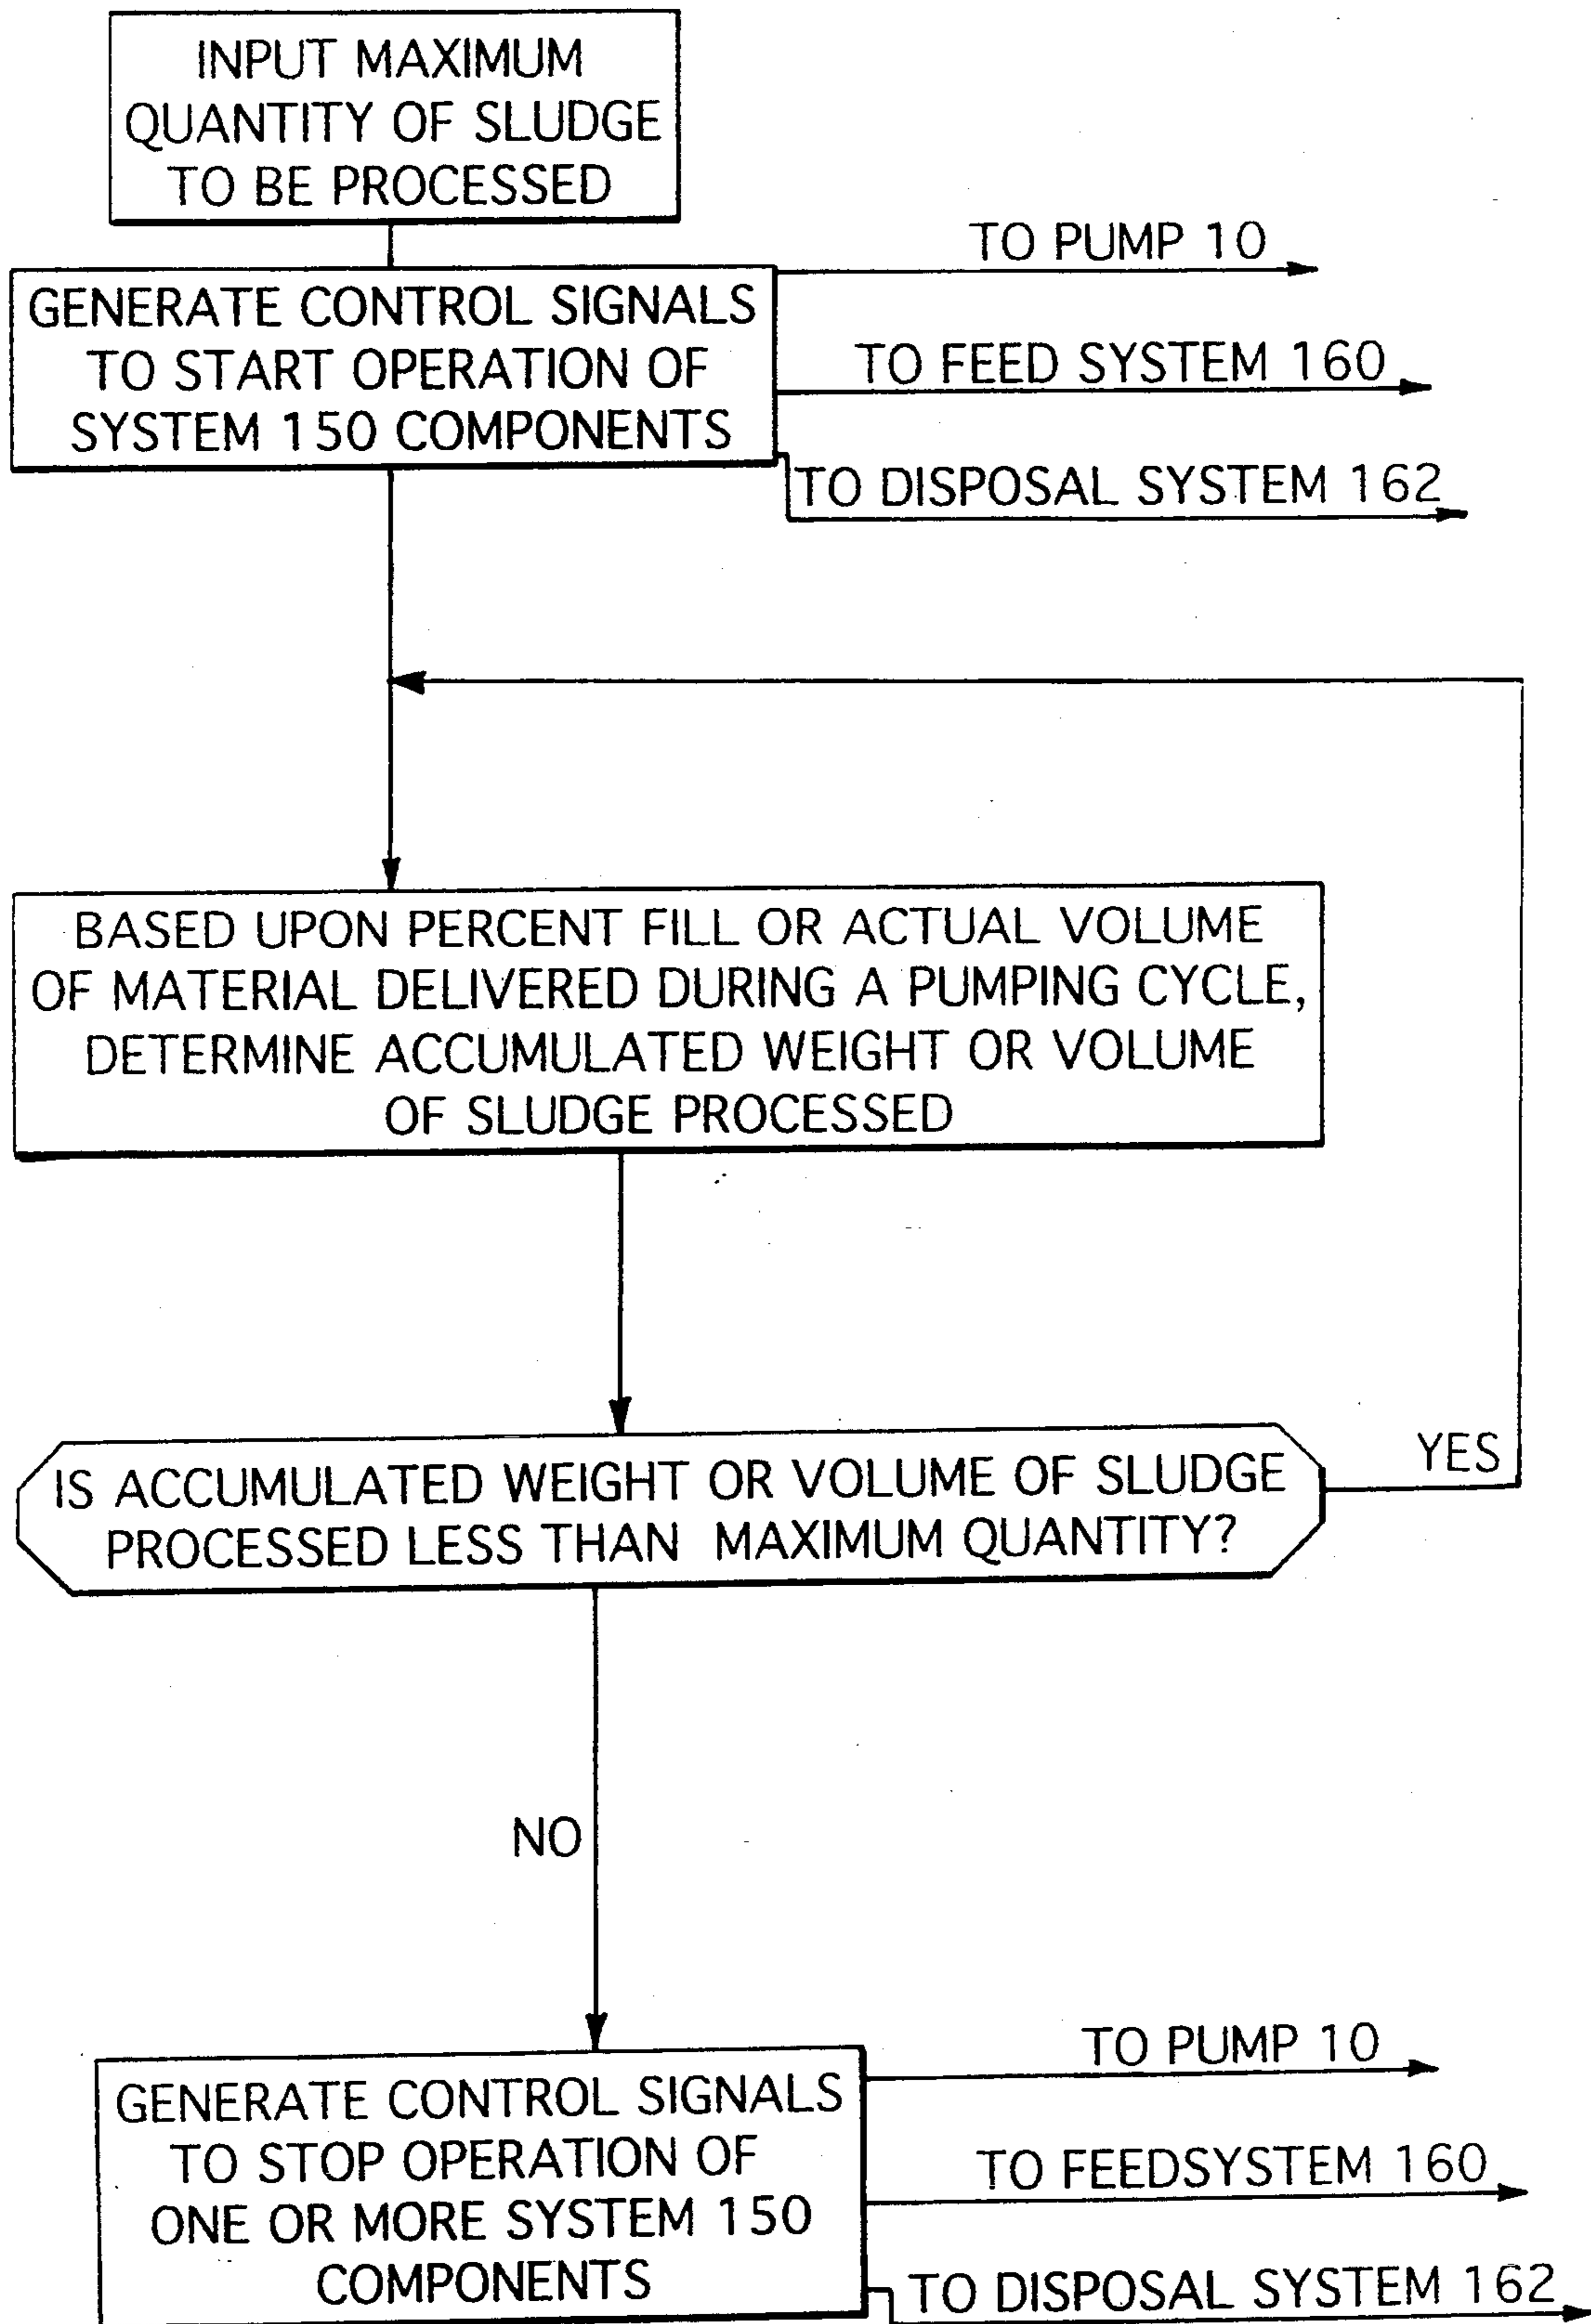 INPUT MAXIMUM
QUANTITY OF SLUDGE
TO BE PROCESSED
TO PUMP 10
GENERATE CONTROL SIGNALS
TO START OPERATION OF
SYSTEM 150 COMPONENTS
TO FEED SYSTEM 160
TO DISPOSAL SYSTEM 162
BASED UPON PERCENT FILL OR ACTUAL VOLUME
OF MATERIAL DELIVERED DURING A PUMPING CYCLE,
DETERMINE ACCUMULATED WEIGHT OR VOLUME
OF SLUDGE PROCESSED
IS ACCUMULATED WEIGHT OR VOLUME OF SLUDGE
PROCESSED LESS THAN MAXIMUM QUANTITY?
YES
NO
GENERATE CONTROL SIGNALS
TO STOP OPERATION OF
ONE OR MORE SYSTEM 150
COMPONENTS
TO PUMP 10
TO FEEDSYSTEM 160
TO DISPOSAL SYSTEM 162